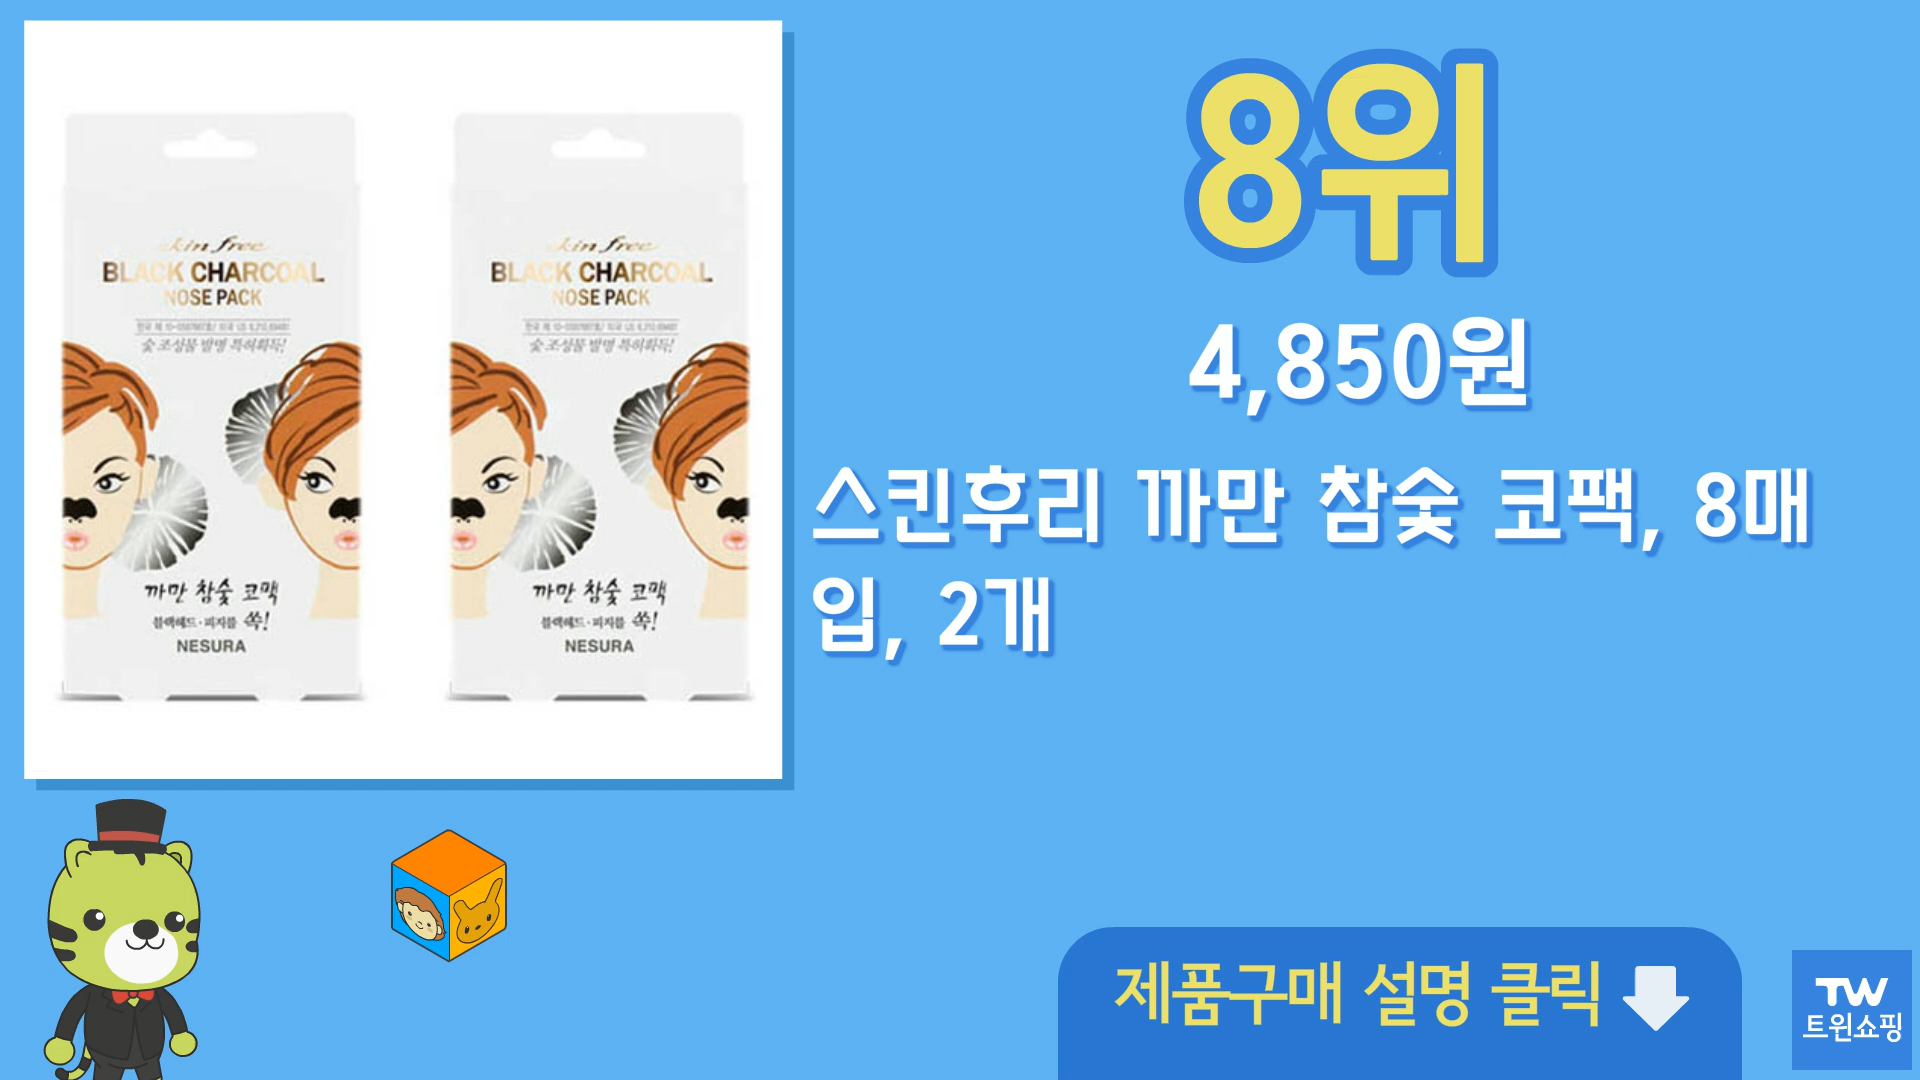 skin free
BLACK CHARCOAL
NOSE PACK
숯 조성물 발명 특허획득!
까만 참숯 코팩
블랙헤드·피지를 쏙!
NESURA
skin free
BLACK CHARCOAL
NOSE PACK
숯 조성물 발명 특허획득!
까만 참숯 코팩
블랙헤드·피지를 쏙!
NESURA
8위
4,850원
스킨후리 까만 참숯 코팩, 8매
입, 2개
제품구매 설명 클릭
TW
트윈쇼핑